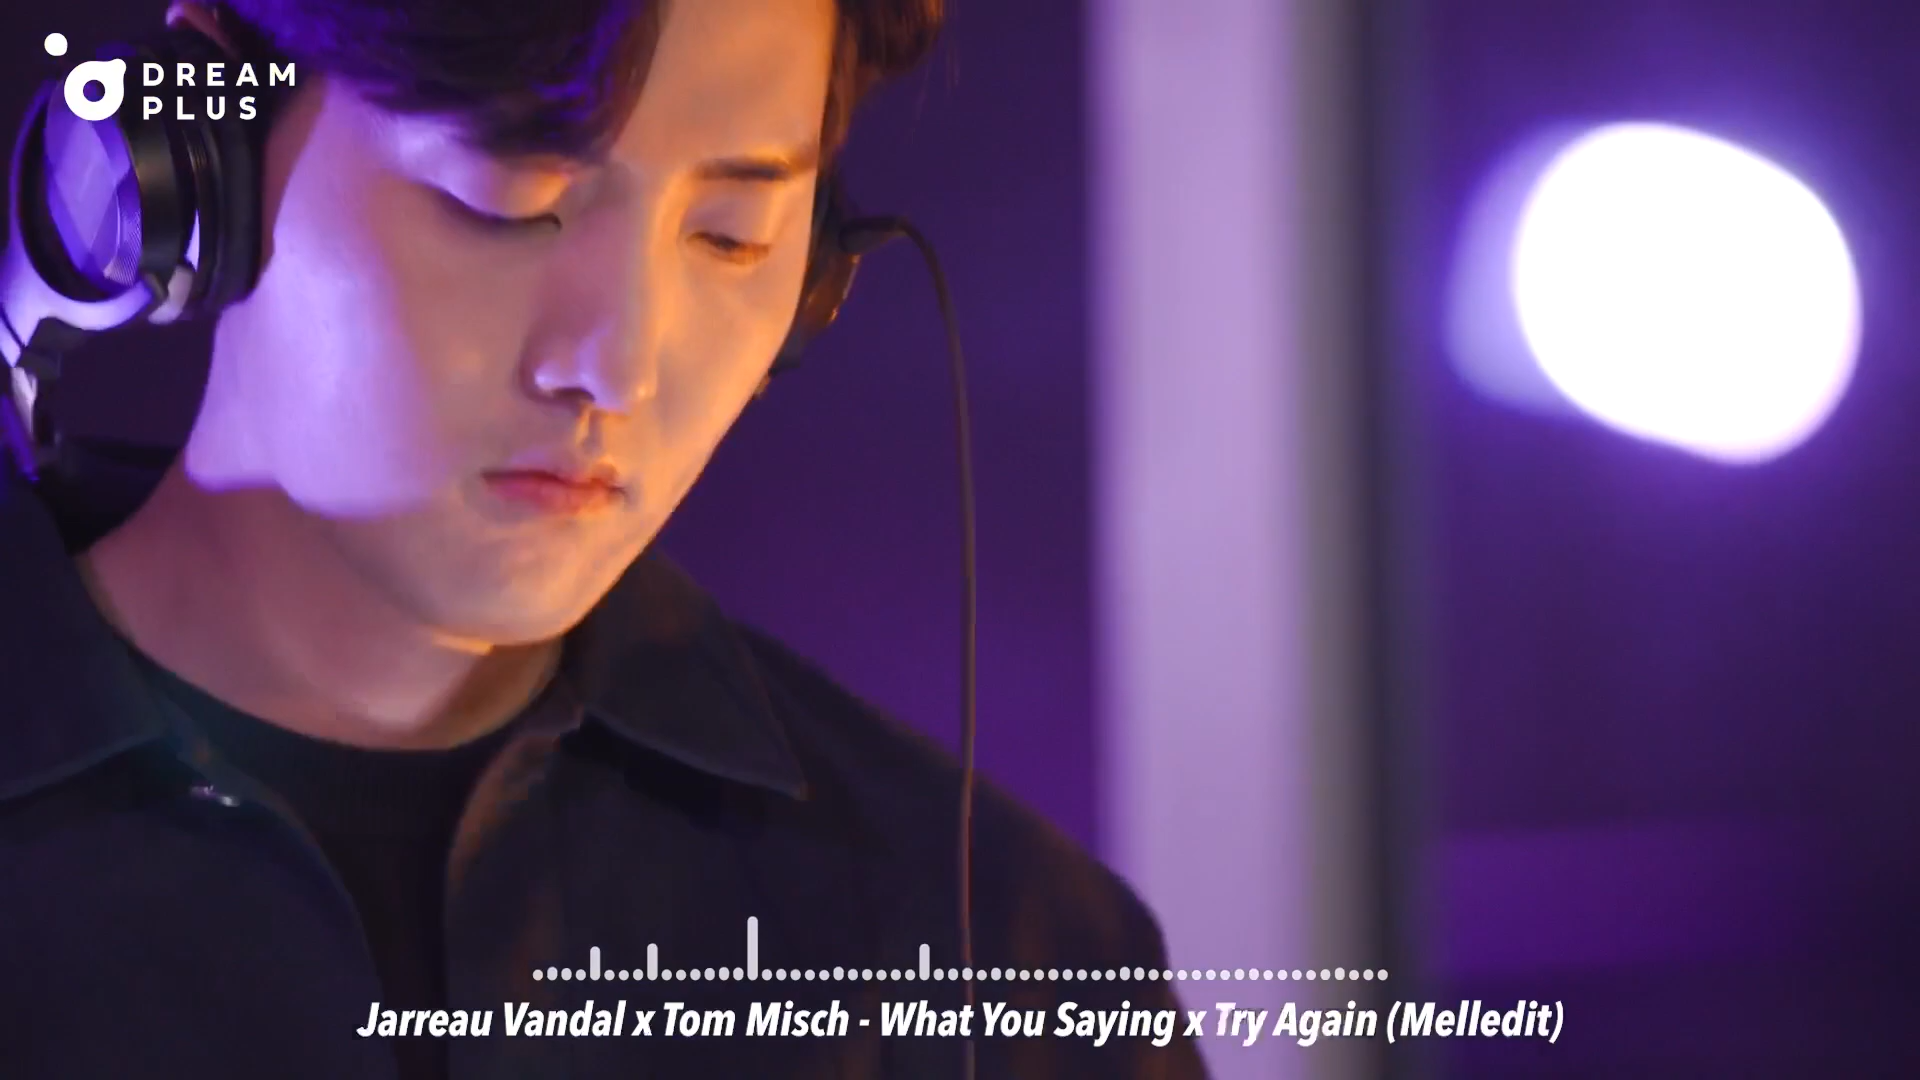 DREAM
PLUS
Jarreau Vandal x Tom Misch - What You Saying x Try Again (Melledit)